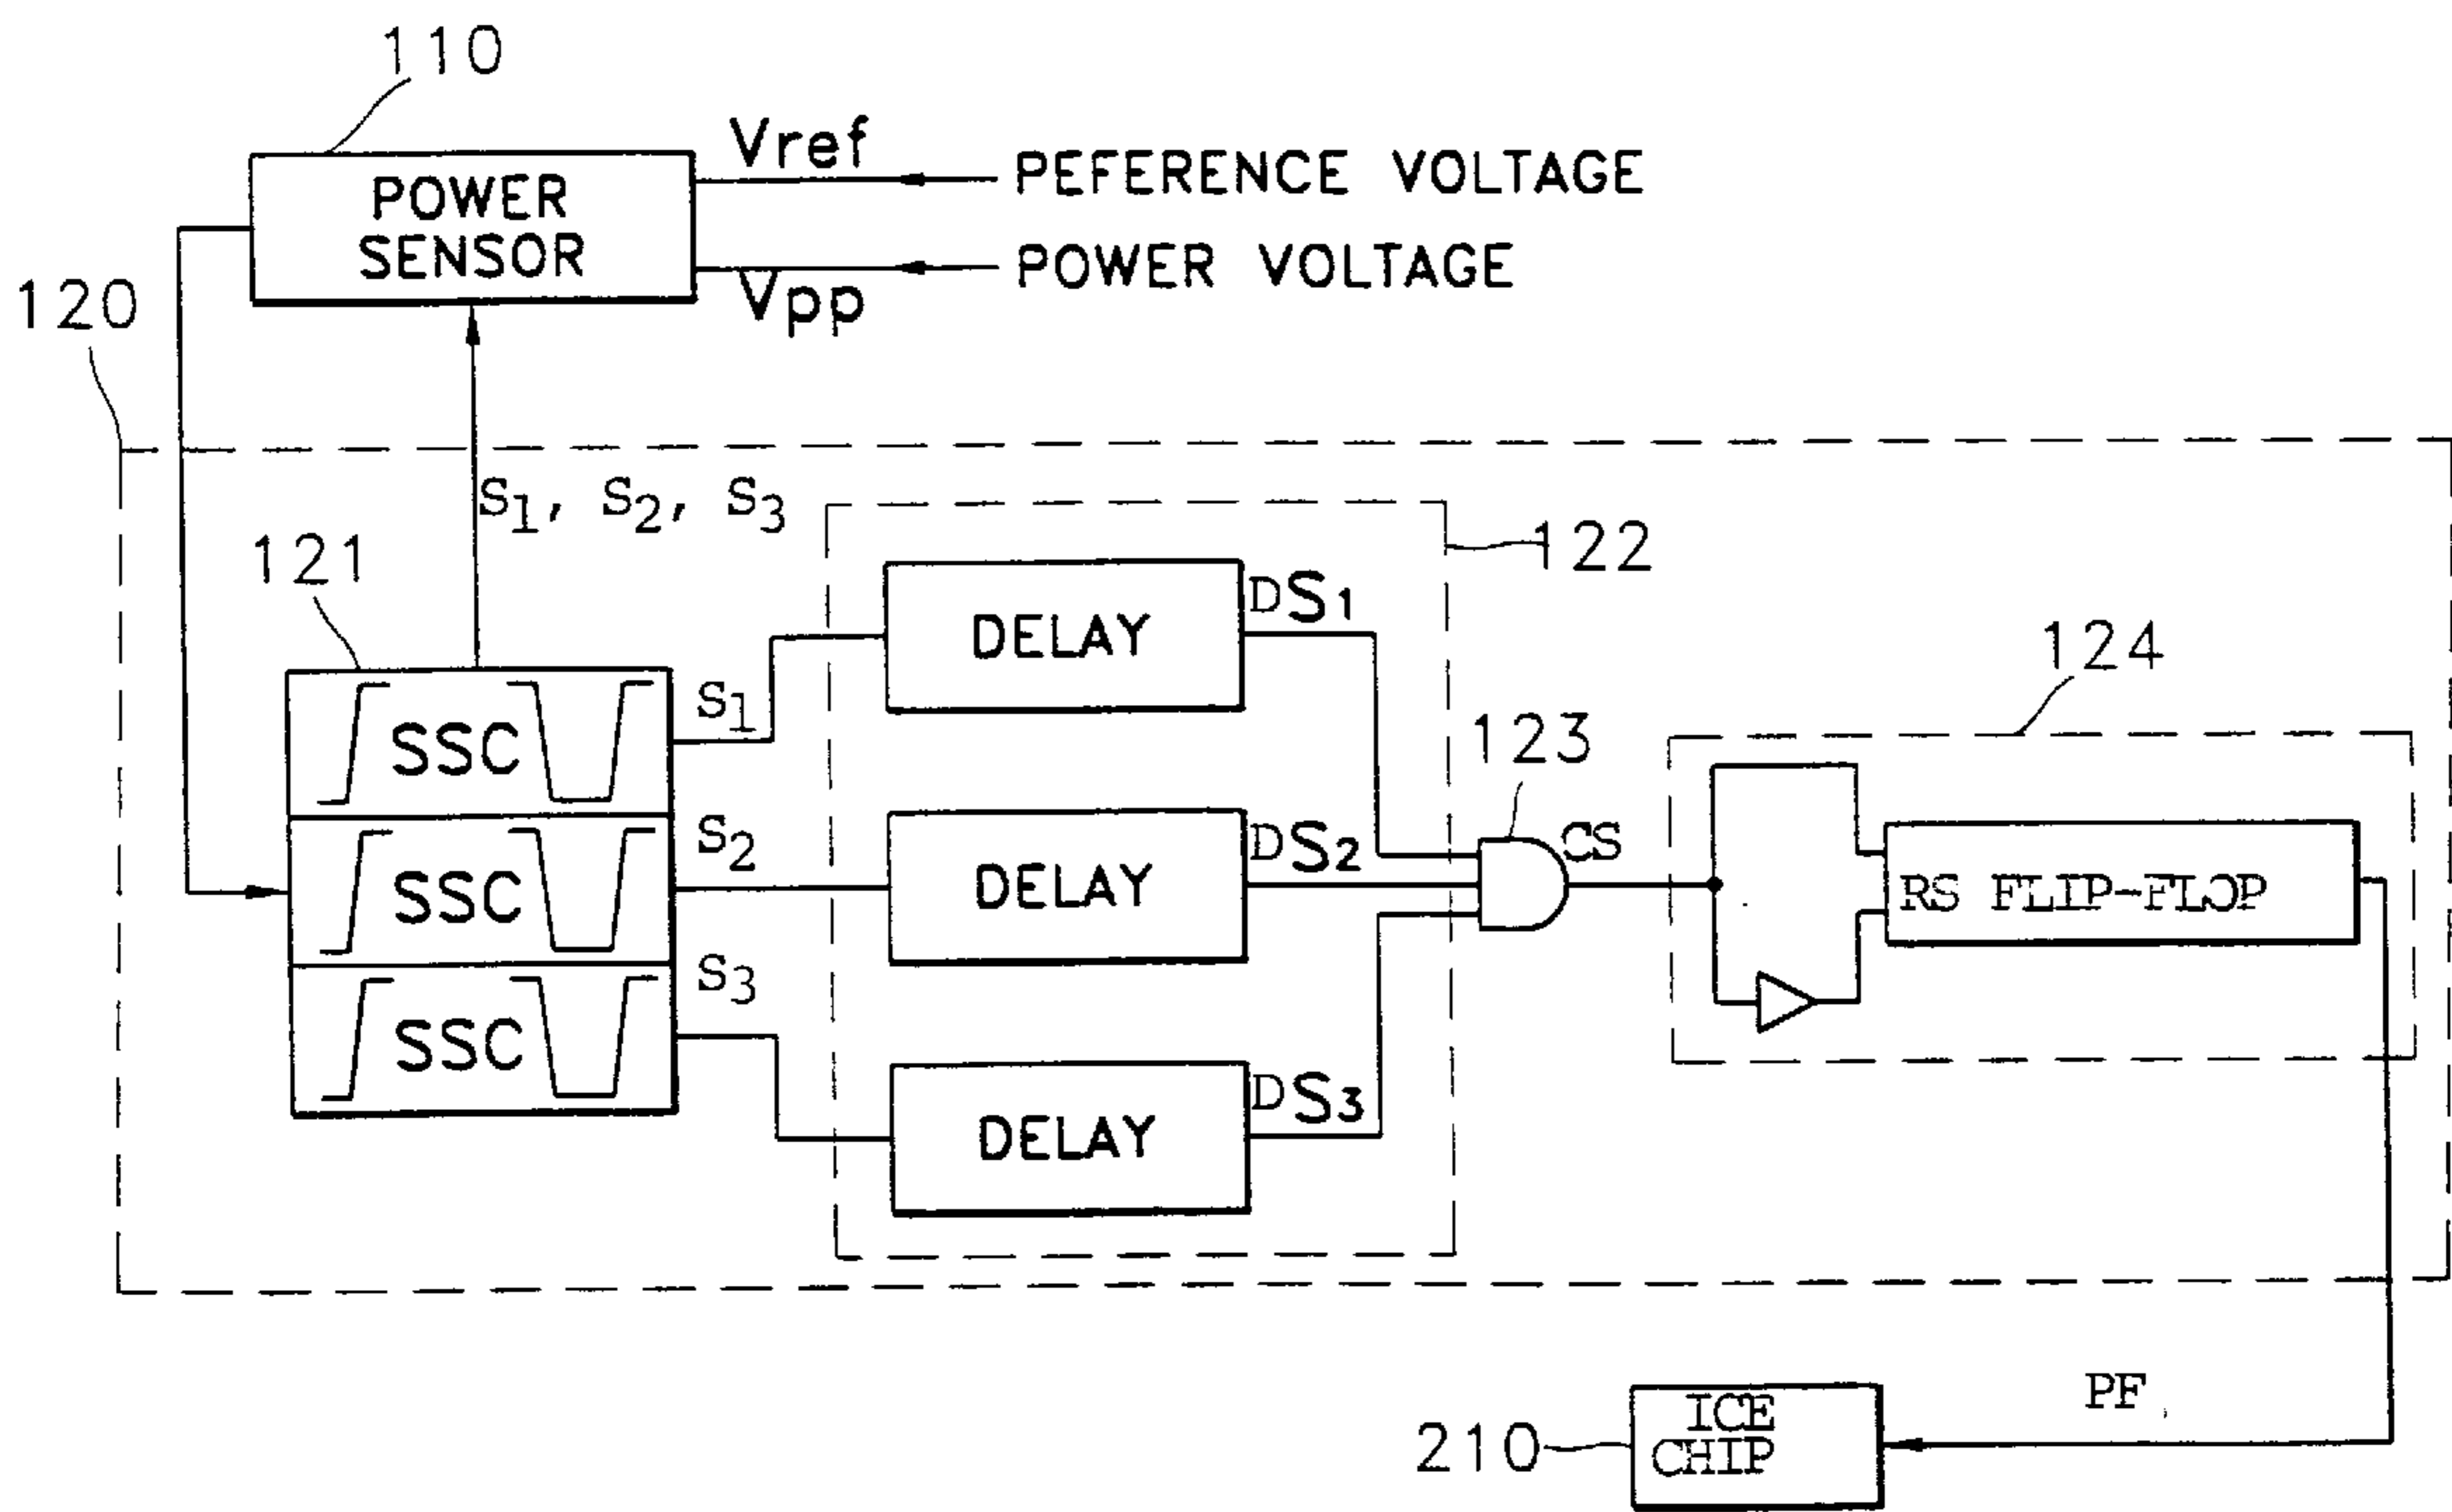 110
POWER
SENSOR
Vref
PEFERENCE VOLTAGE
Vpp
POWER VOLTAGE
120
S1, S2, S3
121
122
SSC
SSC
SSC
S1
S2
S3
DELAY
DELAY
DELAY
DS1
DS2
DS3
123
CS
124
RS FLIP-FLOP
PF
210
ICE
CHIP